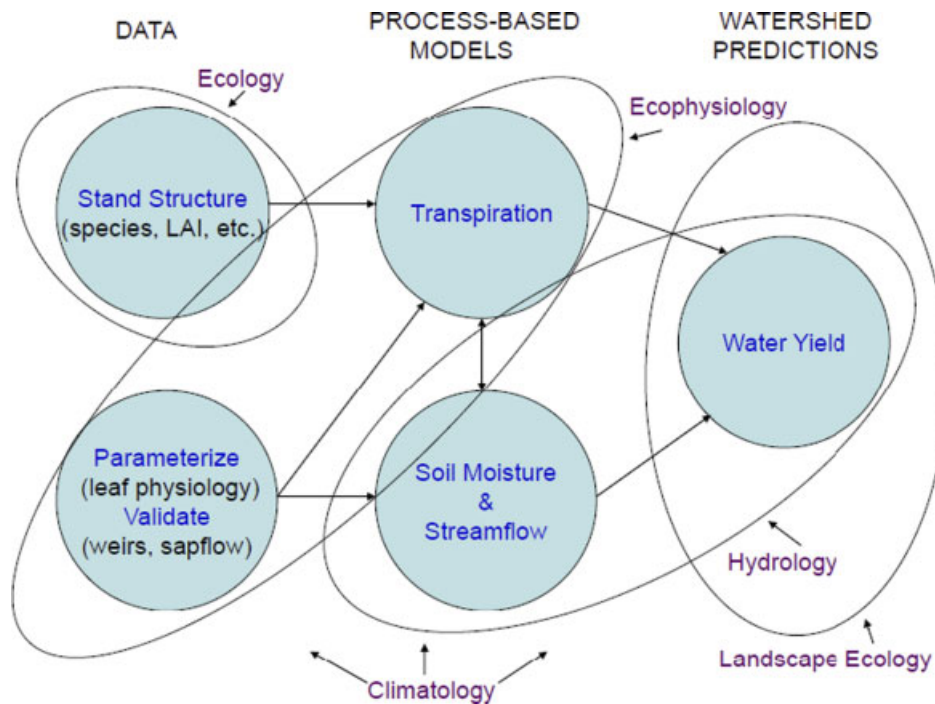 DATA
PROCESS-BASED
MODELS
WATERSHED
PREDICTIONS
Ecology
Ecophysiology
Stand Structure
(species, LAI, etc.)
Transpiration
Water Yield
Parameterize
(leaf physiology)
Validate
(weirs, sapflow)
Soil Moisture
&
Streamflow
Hydrology
Landscape Ecology
Climatology